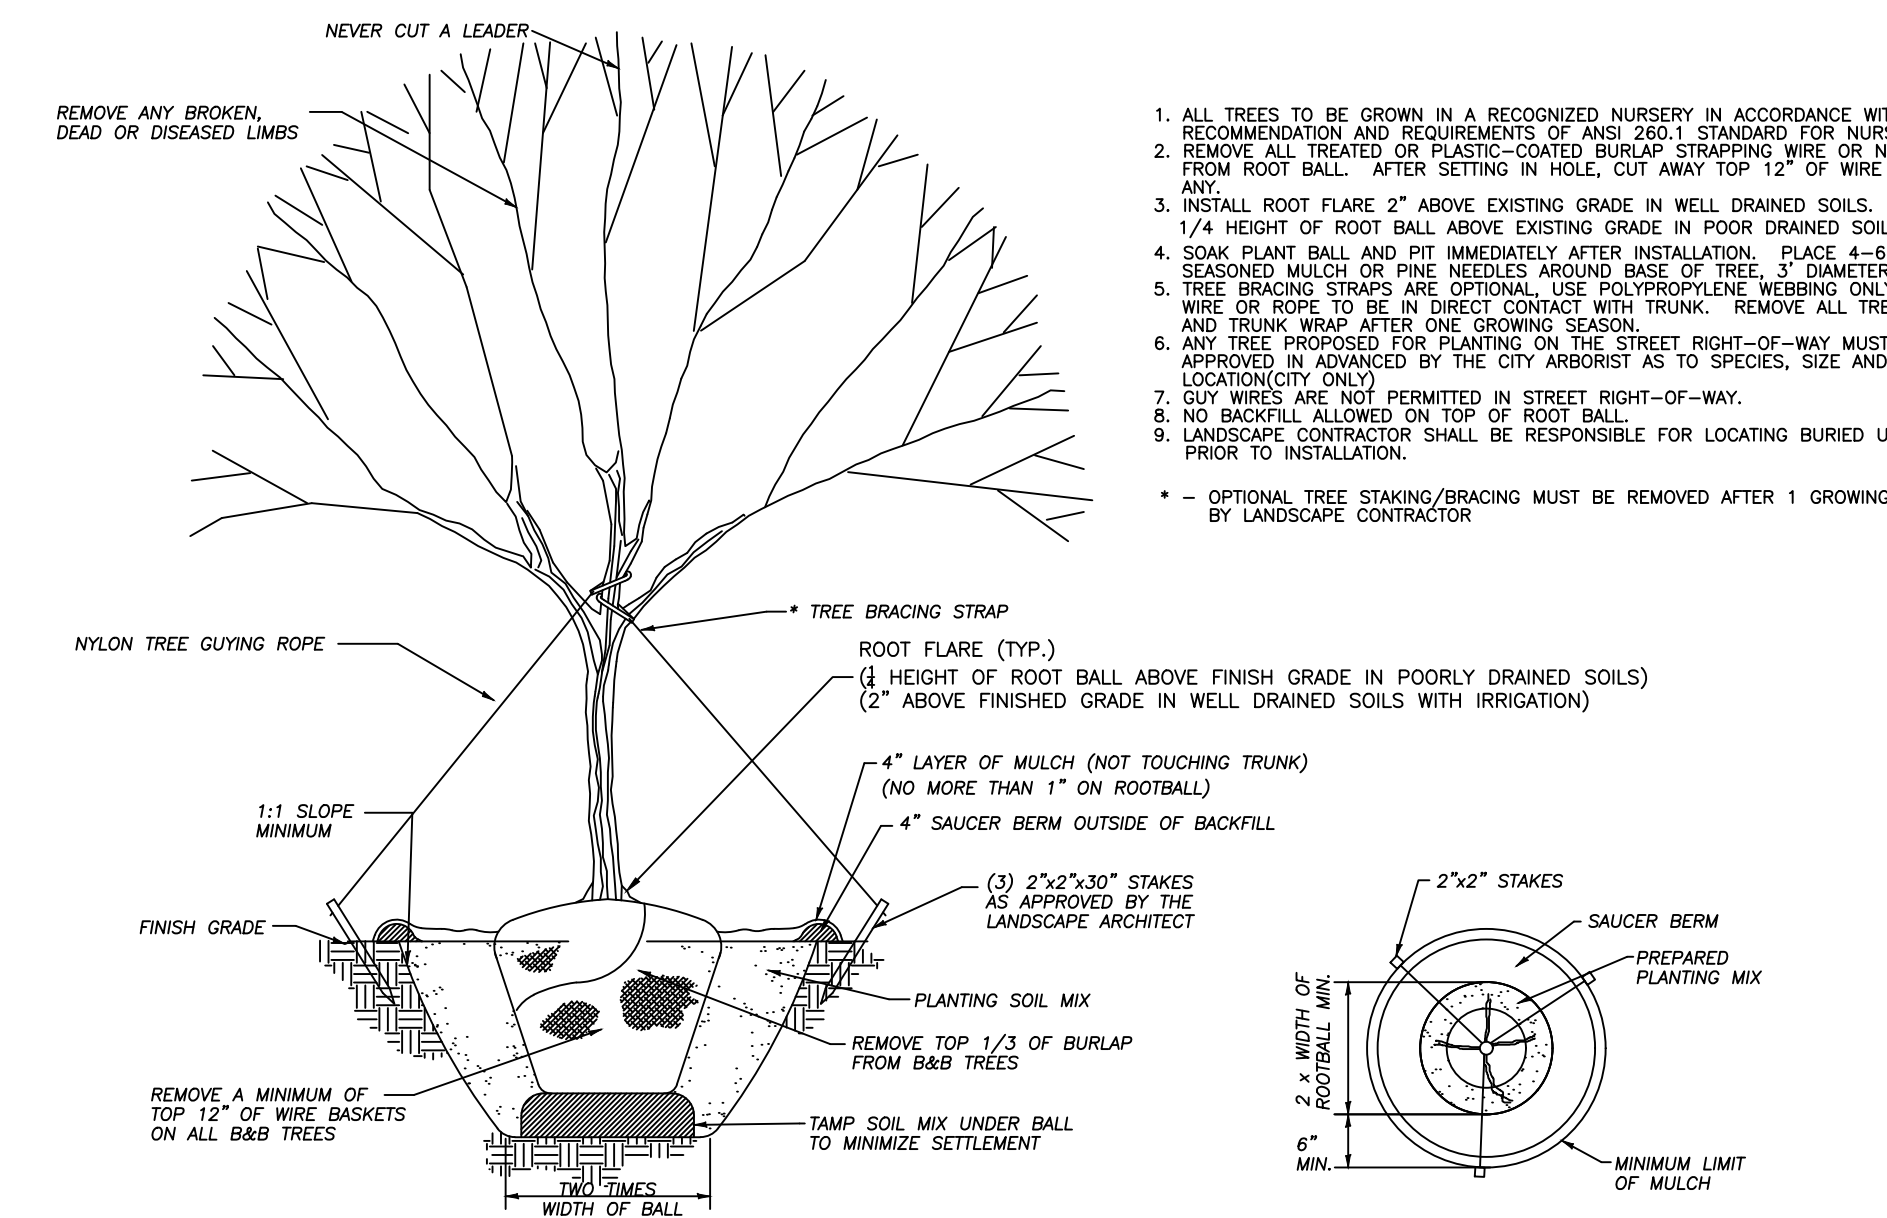 NEVER CUT A LEADER
REMOVE ANY BROKEN,
DEAD OR DISEASED LIMBS
1. ALL TREES TO BE GROWN IN A RECOGNIZED NURSERY IN ACCORDANCE
RECOMMENDATION AND REQUIREMENTS OF ANSI 260.1 STANDARD FOR
2. REMOVE ALL TREATED OR PLASTIC-COATED BURLAP STRAPPING WIRE OR
FROM ROOT BALL. AFTER SETTING IN HOLE, CUT AWAY TOP 12" OF WIRE
ANY.
3. INSTALL ROOT FLARE 2" ABOVE EXISTING GRADE IN WELL DRAINED SOILS.
1/4 HEIGHT OF ROOT BALL ABOVE EXISTING GRADE IN POOR DRAINED
4. SOAK PLANT BALL AND PIT IMMEDIATELY AFTER INSTALLATION. PLACE 4-6
SEASONED MULCH OR PINE NEEDLES AROUND BASE OF TREE, 3' DIAMETER
5. TREE BRACING STRAPS ARE OPTIONAL, USE POLYPROPYLENE WEBBING ONLY
WIRE OR ROPE TO BE IN DIRECT CONTACT WITH TRUNK. REMOVE ALL
AND TRUNK WRAP AFTER ONE GROWING SEASON.
6. ANY TREE PROPOSED FOR PLANTING ON THE STREET RIGHT-OF-WAY MUST
APPROVED IN ADVANCED BY THE CITY ARBORIST AS TO SPECIES, SIZE AND
LOCATION(CITY ONLY)
7. GUY WIRES ARE NOT PERMITTED IN STREET RIGHT-OF-WAY.
8. NO BACKFILL ALLOWED ON TOP OF ROOT BALL.
9. LANDSCAPE CONTRACTOR SHALL BE RESPONSIBLE FOR LOCATING BURIED
PRIOR TO INSTALLATION.
* - OPTIONAL TREE STAKING/BRACING MUST BE REMOVED AFTER 1 GROWING
BY LANDSCAPE CONTRACTOR
* TREE BRACING STRAP
NYLON TREE GUYING ROPE
ROOT FLARE (TYP.)
(1/4 HEIGHT OF ROOT BALL ABOVE FINISH GRADE IN POORLY DRAINED SOILS)
(2" ABOVE FINISHED GRADE IN WELL DRAINED SOILS WITH IRRIGATION)
4" LAYER OF MULCH (NOT TOUCHING TRUNK)
(NO MORE THAN 1" ON ROOTBALL)
1:1 SLOPE
MINIMUM
4" SAUCER BERM OUTSIDE OF BACKFILL
(3) 2"x2"x30" STAKES
AS APPROVED BY THE
LANDSCAPE ARCHITECT
FINISH GRADE
PLANTING SOIL MIX
REMOVE TOP 1/3 OF BURLAP
FROM B&B TREES
REMOVE A MINIMUM OF
TOP 12" OF WIRE BASKETS
ON ALL B&B TREES
TAMP SOIL MIX UNDER BALL
TO MINIMIZE SETTLEMENT
TWO TIMES
WIDTH OF BALL
2"x2" STAKES
SAUCER BERM
PREPARED
PLANTING MIX
2 x WIDTH OF
ROOTBALL MIN.
6"
MIN.
MINIMUM LIMIT
OF MULCH